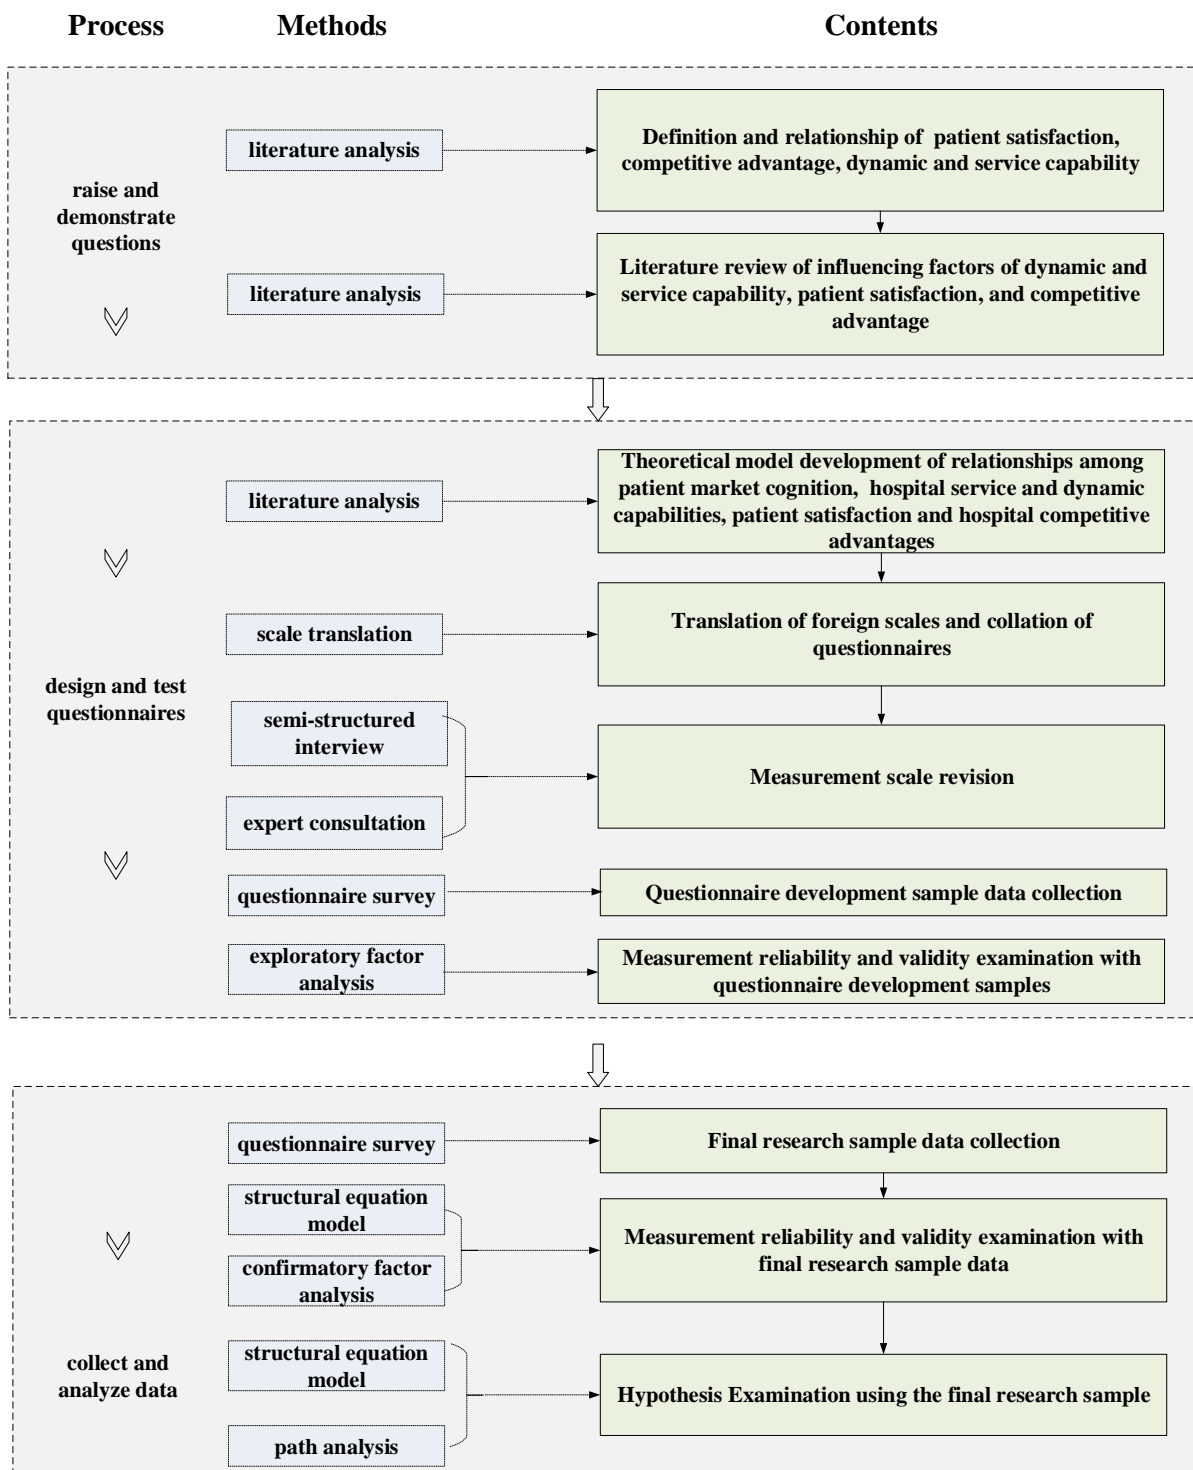 Process Methods Contents
literature analysis
Definition and relationship of patient satisfaction,
competitive advantage, dynamic and service capability
raise and
demonstrate
questions
literature analysis
Literature review of influencing factors of dynamic and
service capability, patient satisfaction, and competitive
advantage
literature analysis
Theoretical model development of relationships among
patient market cognition, hospital service and dynamic
capabilities, patient satisfaction and hospital competitive
advantages
scale translation
Translation of foreign scales and collation of
questionnaires
design and test
questionnaires
semi-structured
interview
expert consultation
Measurement scale revision
questionnaire survey
Questionnaire development sample data collection
exploratory factor
analysis
Measurement reliability and validity examination with
questionnaire development samples
questionnaire survey
Final research sample data collection
structural equation
model
confirmatory factor
analysis
Measurement reliability and validity examination with
final research sample data
collect and
analyze data
structural equation
model
path analysis
Hypothesis Examination using the final research sample